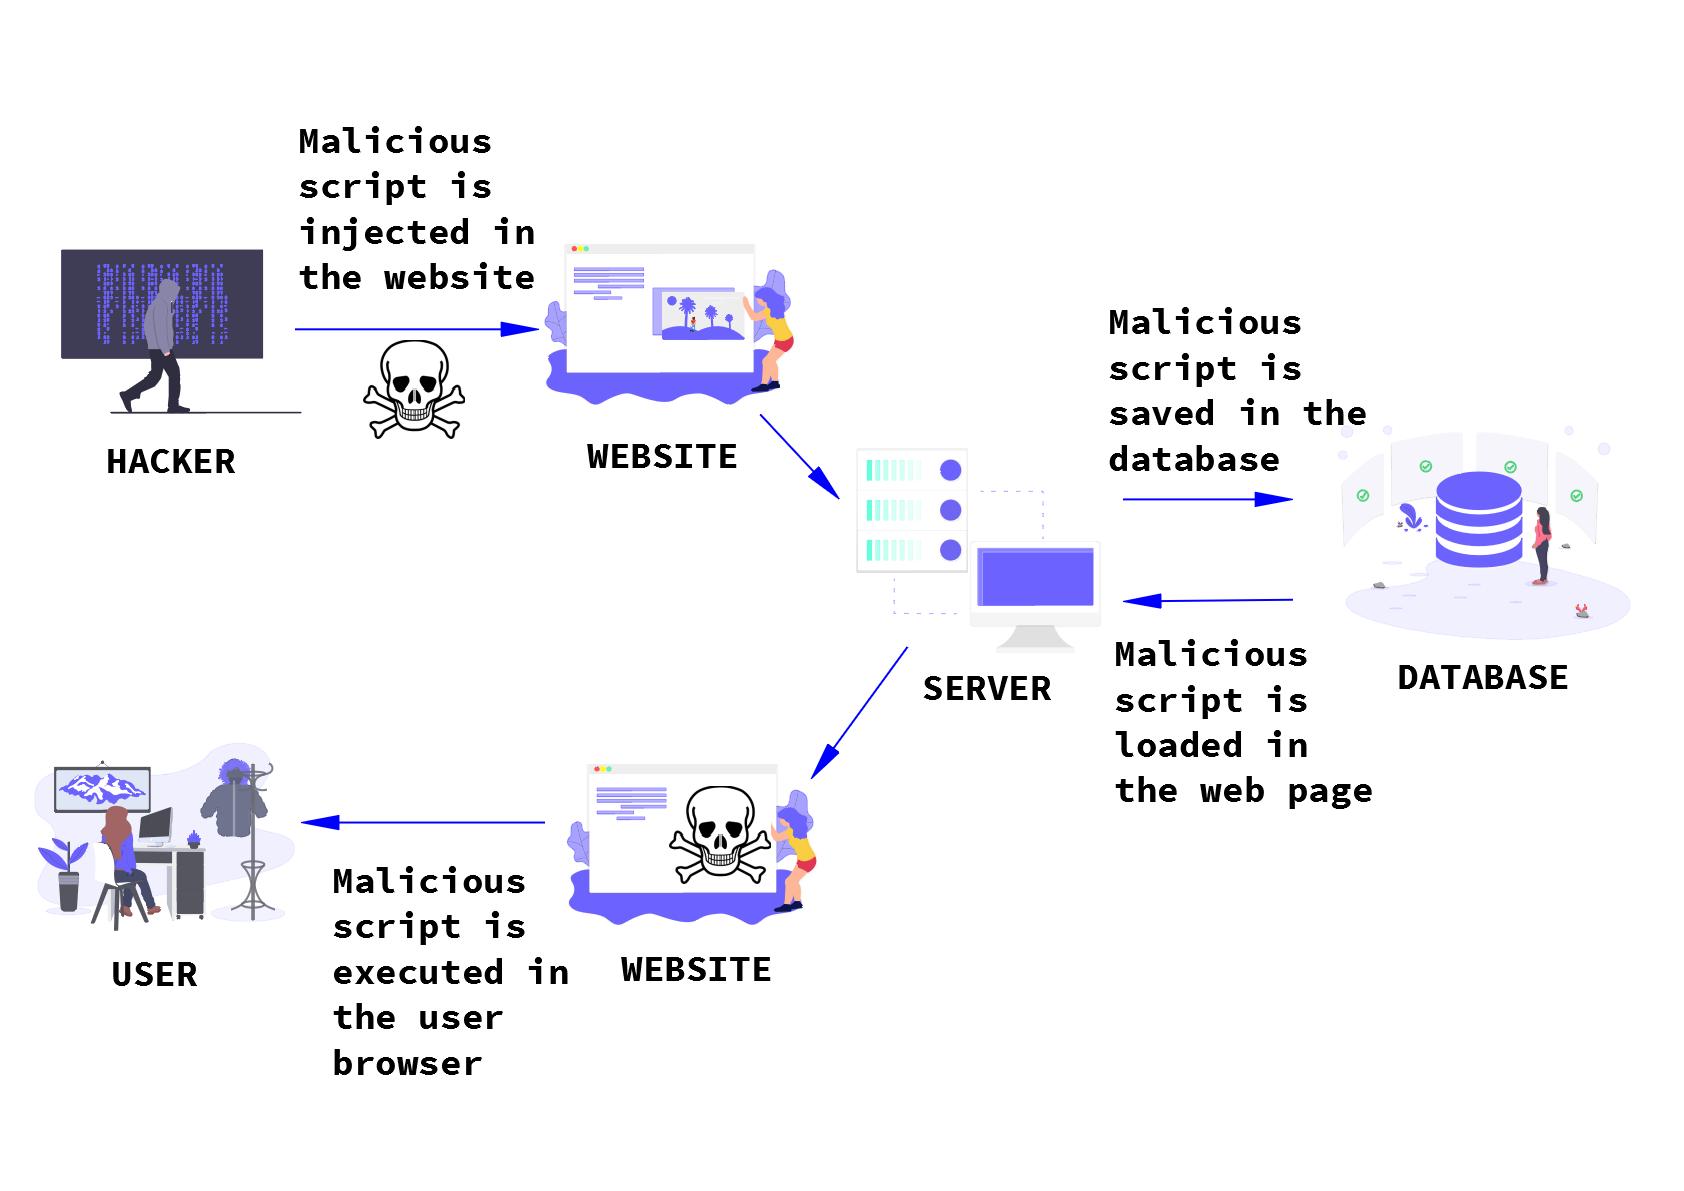 Malicious
script is
injected in
the website
HACKER
WEBSITE
Malicious
script is
saved in the
database
SERVER
DATABASE
Malicious
script is
loaded in
the web page
USER
Malicious
script is
executed in
the user
browser
WEBSITE